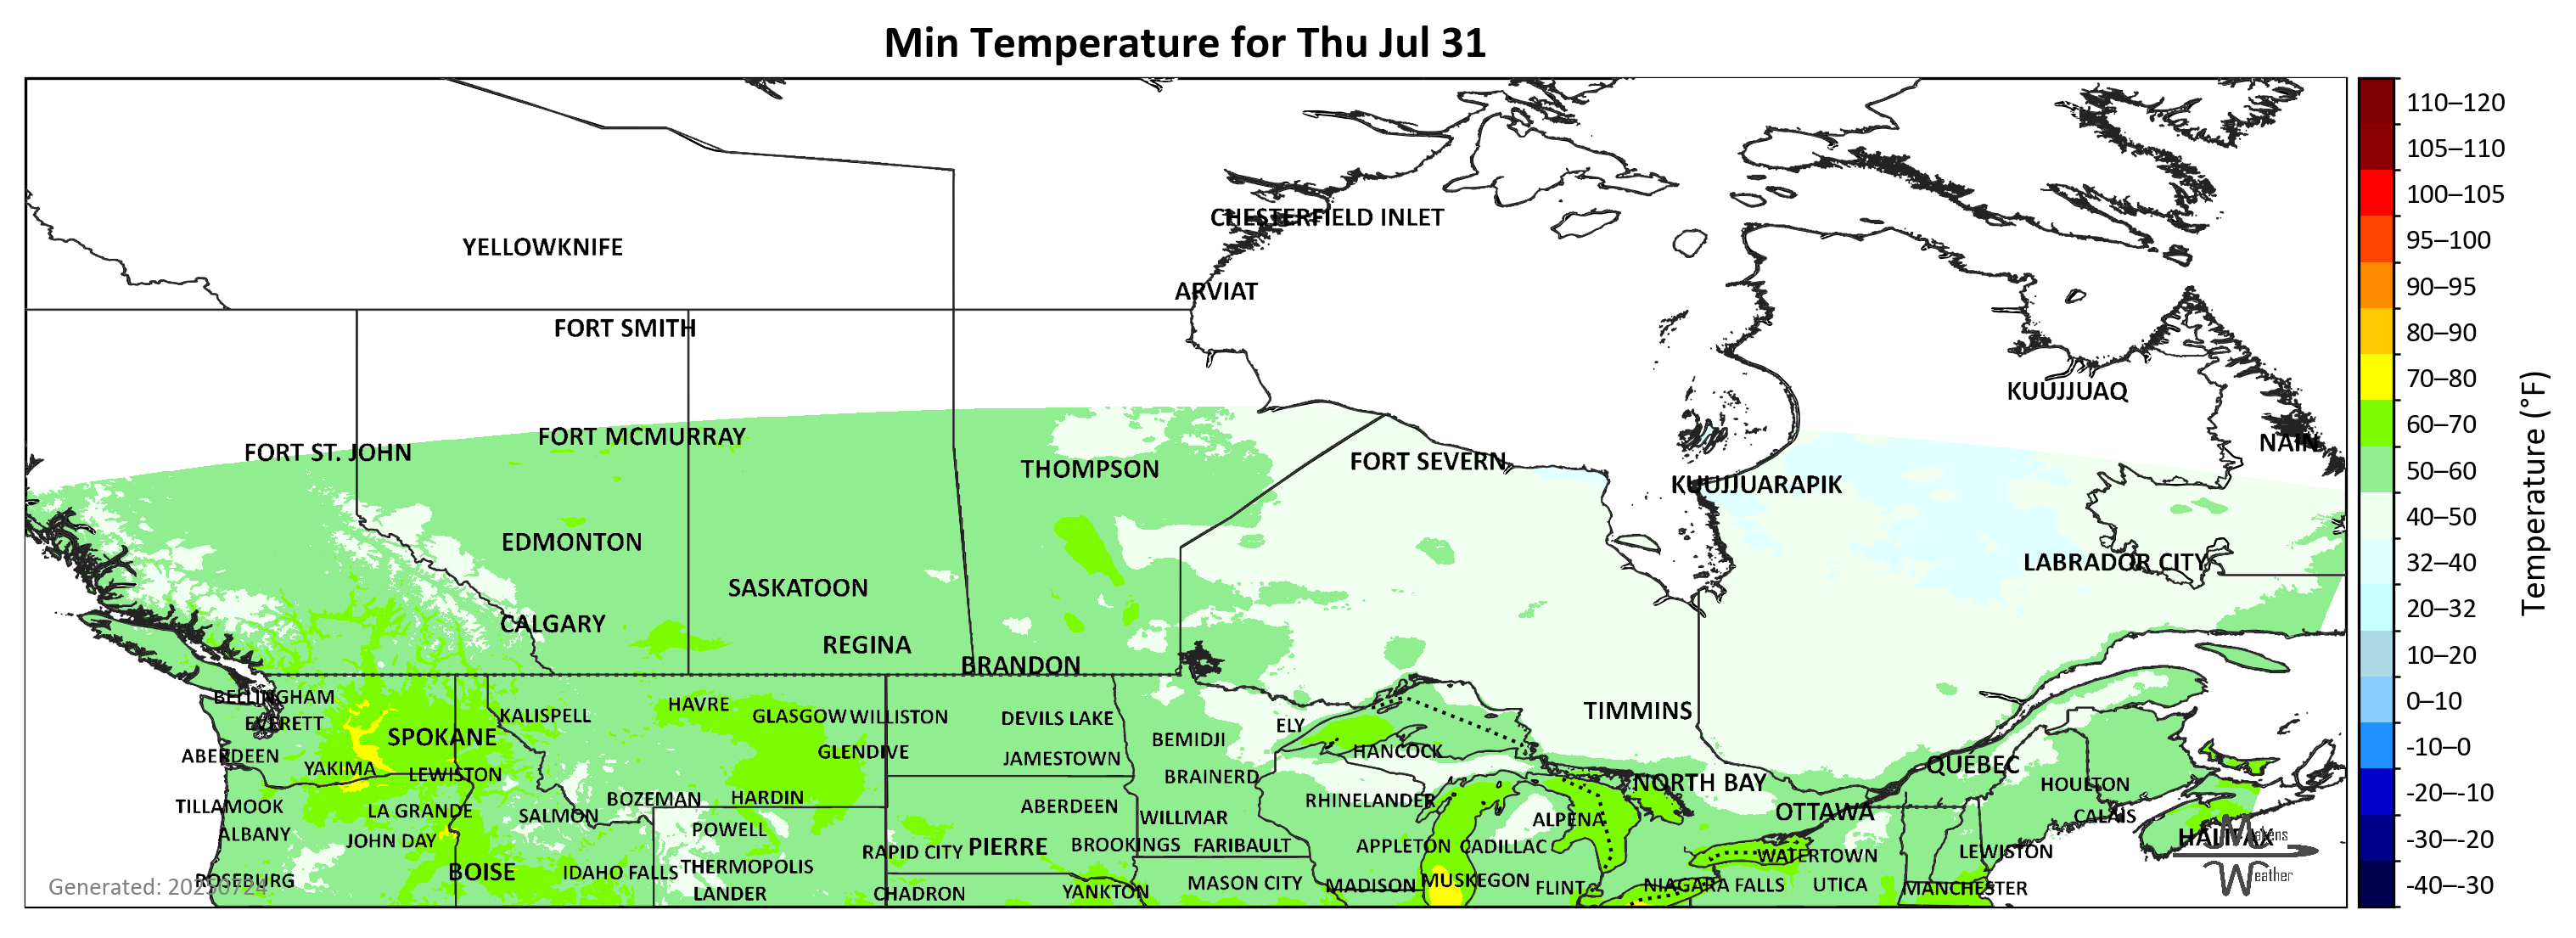 Min Temperature for Thu Jul 31
110–120
105–110
CHESTERFIELD INLET
100–105
YELLOWKNIFE
95–100
ARVIAT
90–95
FORT SMITH
80–90
KUUJJUAQ
70–80
FORT MCMURRAY
60–70
FORT ST. JOHN
NAIN
THOMPSON
FORT SEVERN
50–60
KUUJJUARAPIK
40–50
EDMONTON
LABRADOR CITY
32–40
SASKATOON
20–32
CALGARY
REGINA
10–20
BRANDON
BELLINGHAM
HAVRE
0–10
KALISPELL
GLASGOW
WILLISTON
DEVILS LAKE
TIMMINS
EVERETT
ELY
SPOKANE
BEMIDJI
-10–0
ABERDEEN
GLENDIVE
JAMESTOWN
HANCOCK
QUÉBEC
YAKIMA
LEWISTON
BRAINERD
NORTH BAY
HOULTON
-20–-10
BOZEMAN
HARDIN
RHINELANDER
TILLAMOOK
LA GRANDE
SALMON
ABERDEEN
WILLMAR
ALPENA
OTTAWA
CALAIS
ALBANY
JOHN DAY
POWELL
HALIFAX
-30–-20
RAPID CITY
PIERRE
BROOKINGS
FARIBAULT
APPLETON
CADILLAC
WATERTOWN
LEWISTON
BOISE
IDAHO FALLS
THERMOPOLIS
ROSEBURG
LANDER
CHADRON
YANKTON
MASON CITY
MADISON
MUSKEGON
FLINT
NIAGARA FALLS
UTICA
MANCHESTER
-40–-30
Generated: 20250724
Temperature (°F)
Makens
Weather